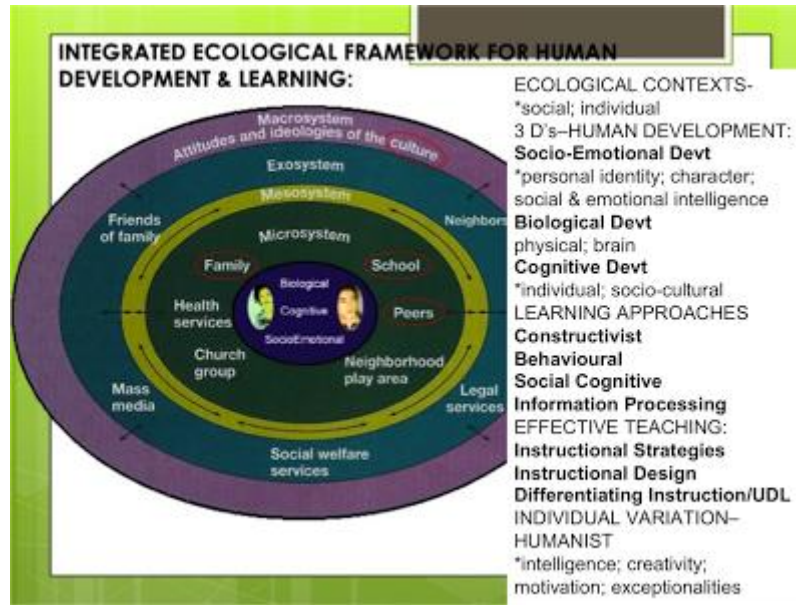 INTEGRATED ECOLOGICAL FRAMEWORK FOR HUMAN
DEVELOPMENT & LEARNING:
Macrosystem
Attitudes and ideologies of the culture
Exosystem
Mesosystem
Microsystem
Friends
of family
Neighbors
Family
School
Biological
Cognitive
SocioEmotional
Health
services
Peers
Church
group
Neighborhood
play area
Mass
media
Legal
services
Social welfare
services
ECOLOGICAL CONTEXTS-
*social; individual
3 D's–HUMAN DEVELOPMENT:
Socio-Emotional Devt
*personal identity; character;
social & emotional intelligence
Biological Devt
physical; brain
Cognitive Devt
*individual; socio-cultural
LEARNING APPROACHES
Constructivist
Behavioural
Social Cognitive
Information Processing
EFFECTIVE TEACHING:
Instructional Strategies
Instructional Design
Differentiating Instruction/UDL
INDIVIDUAL VARIATION–
HUMANIST
*intelligence; creativity;
motivation; exceptionalities